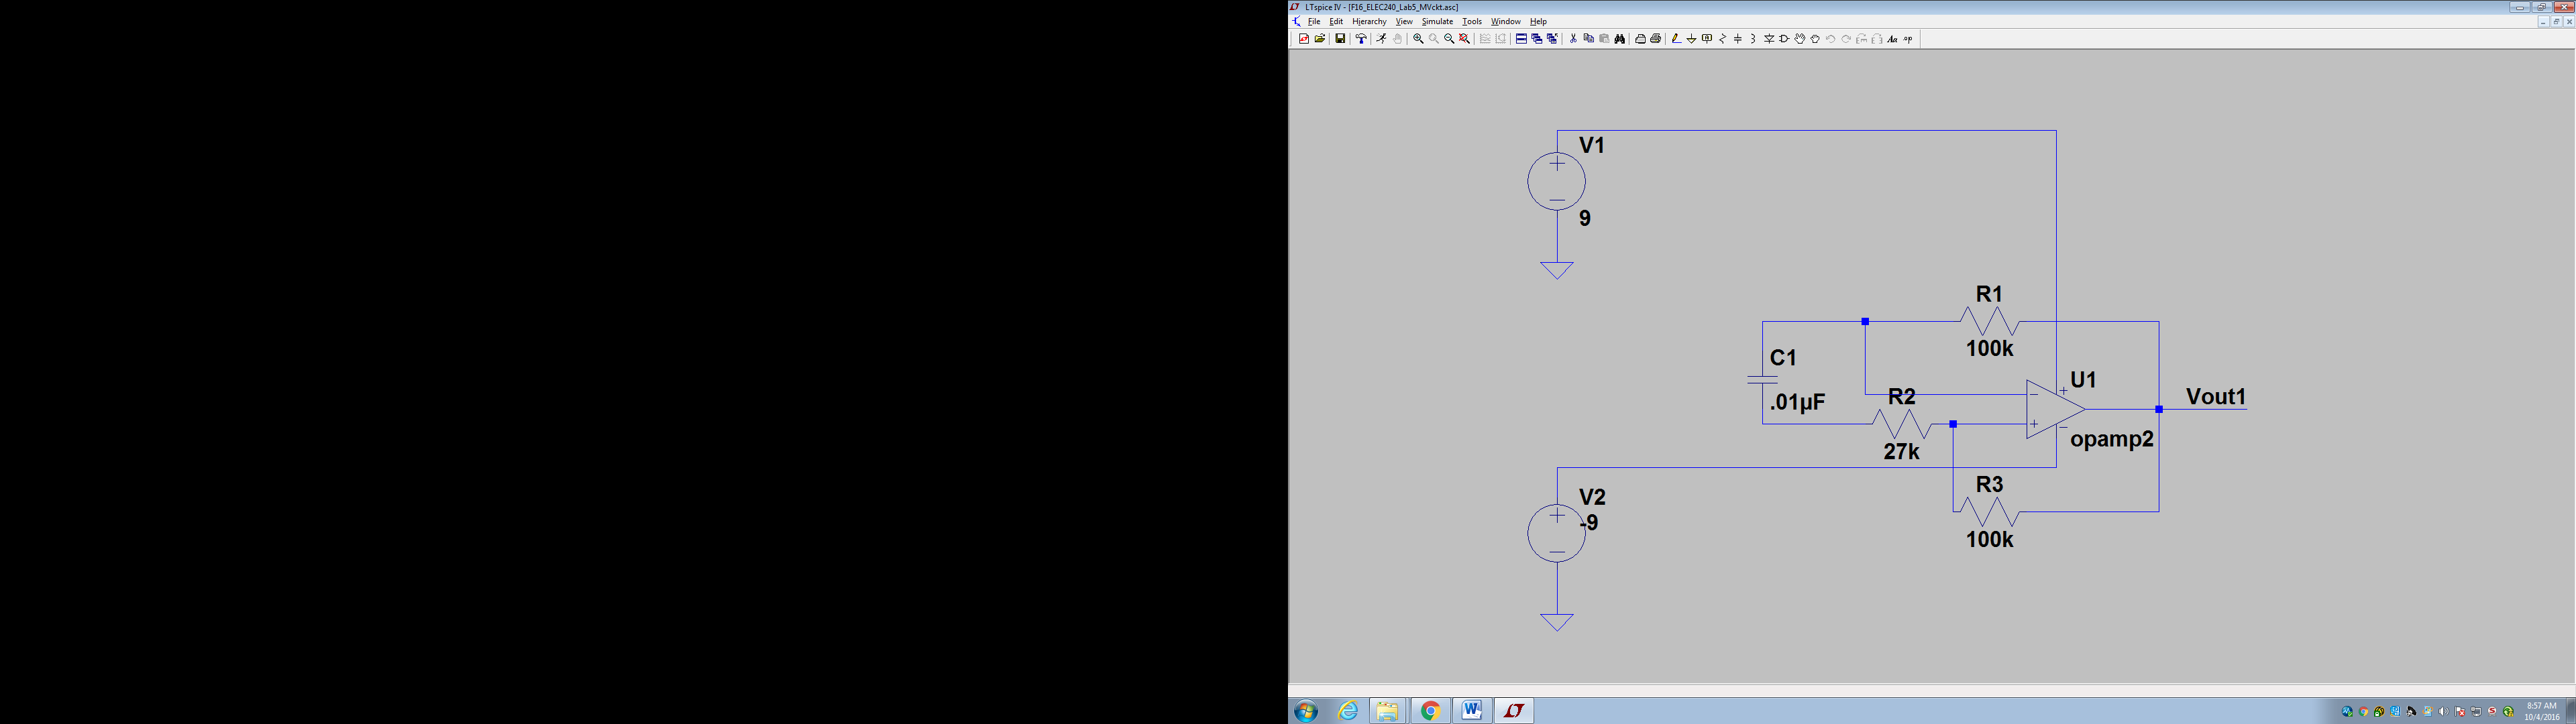 LTspice IV - [F16_ELEC240_Lab5_MVckt.asc]
File Edit Hierarchy View Simulate Tools Window Help
V1
9
R1
100k
C1
.01µF
R2
27k
U1
opamp2
Vout1
V2
-9
R3
100k
8:57 AM
10/4/2016